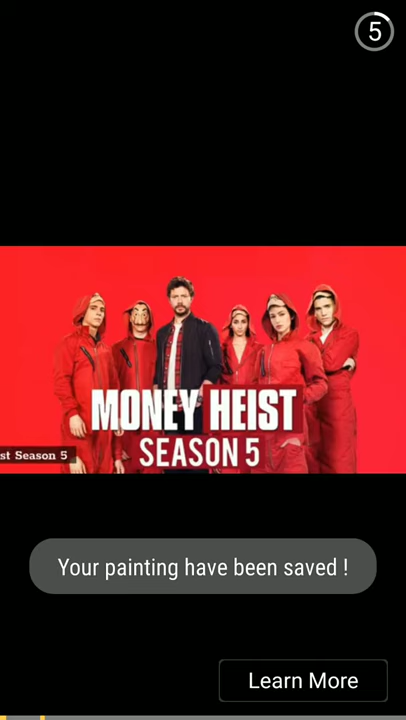 5
MONEY HEIST
SEASON 5
st Season 5
Your painting have been saved !
Learn More